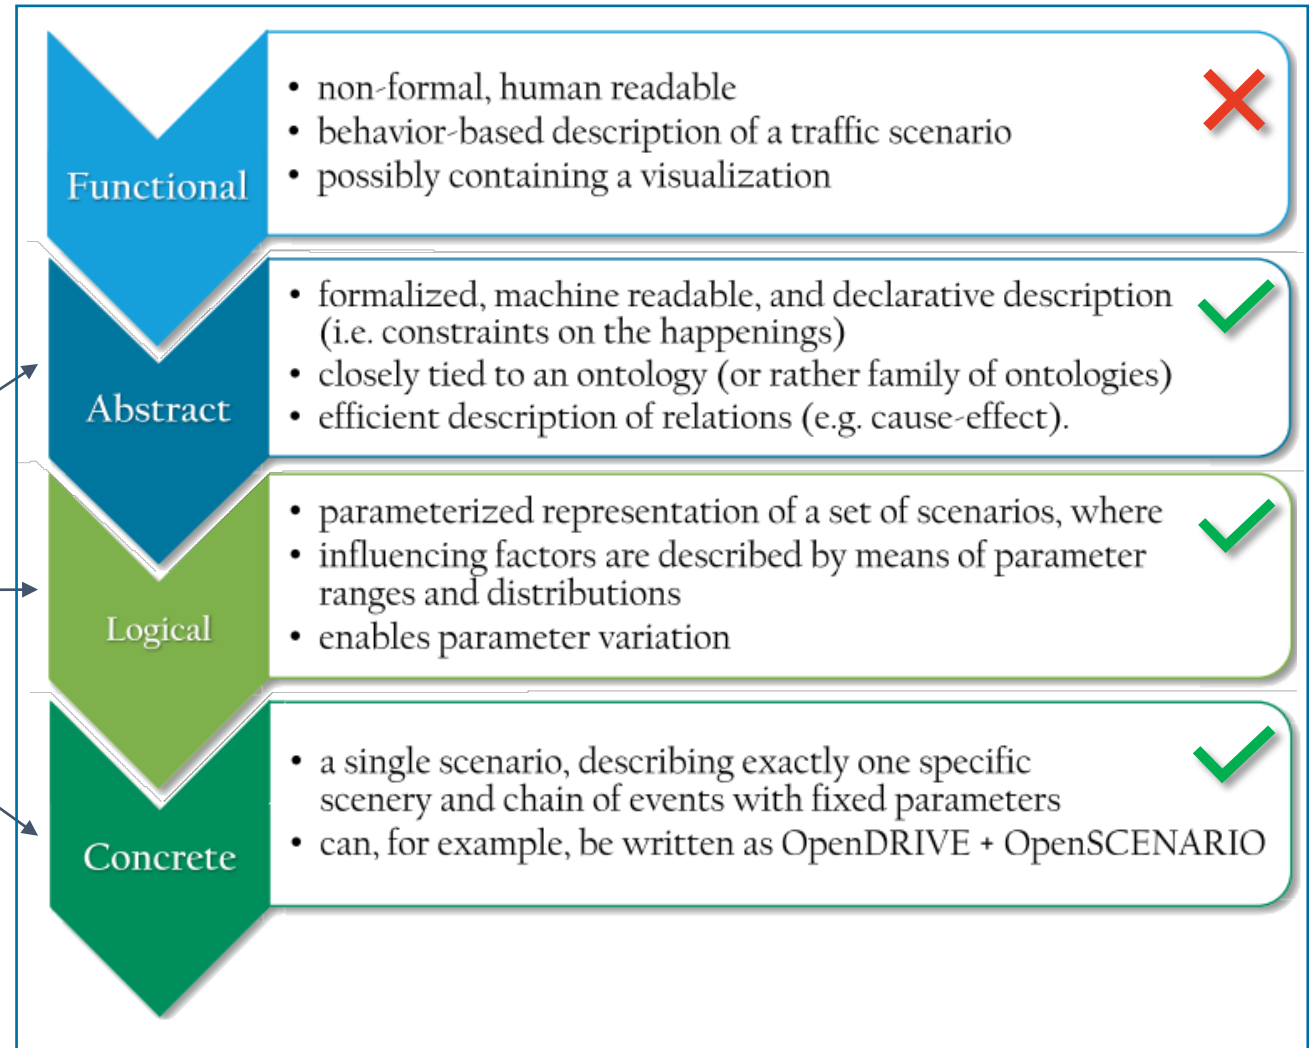 Functional
• non-formal, human readable
• behavior-based description of a traffic scenario
• possibly containing a visualization
Abstract
• formalized, machine readable, and declarative description
(i.e. constraints on the happenings)
• closely tied to an ontology (or rather family of ontologies)
• efficient description of relations (e.g. cause-effect).
Logical
• parameterized representation of a set of scenarios, where
• influencing factors are described by means of parameter
ranges and distributions
• enables parameter variation
Concrete
• a single scenario, describing exactly one specific
scenery and chain of events with fixed parameters
• can, for example, be written as OpenDRIVE + OpenSCENARIO